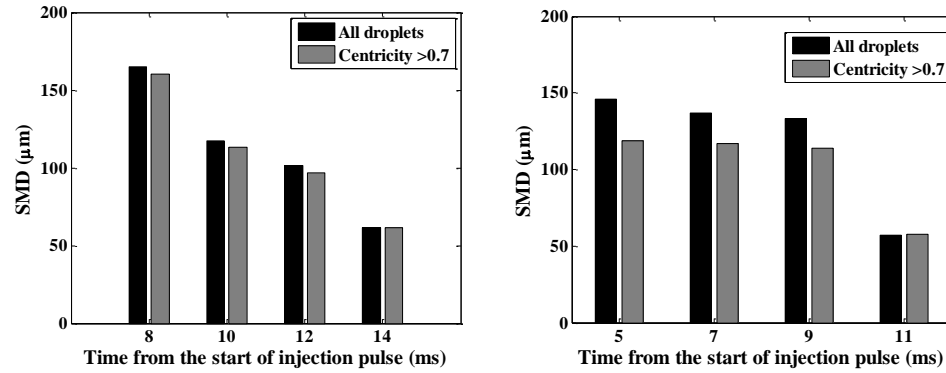 200
150
100
50
0
SMD (μm)
All droplets
Centricity >0.7
8 10 12 14
Time from the start of injection pulse (ms)
200
150
100
50
0
SMD (μm)
All droplets
Centricity >0.7
5 7 9 11
Time from the start of injection pulse (ms)